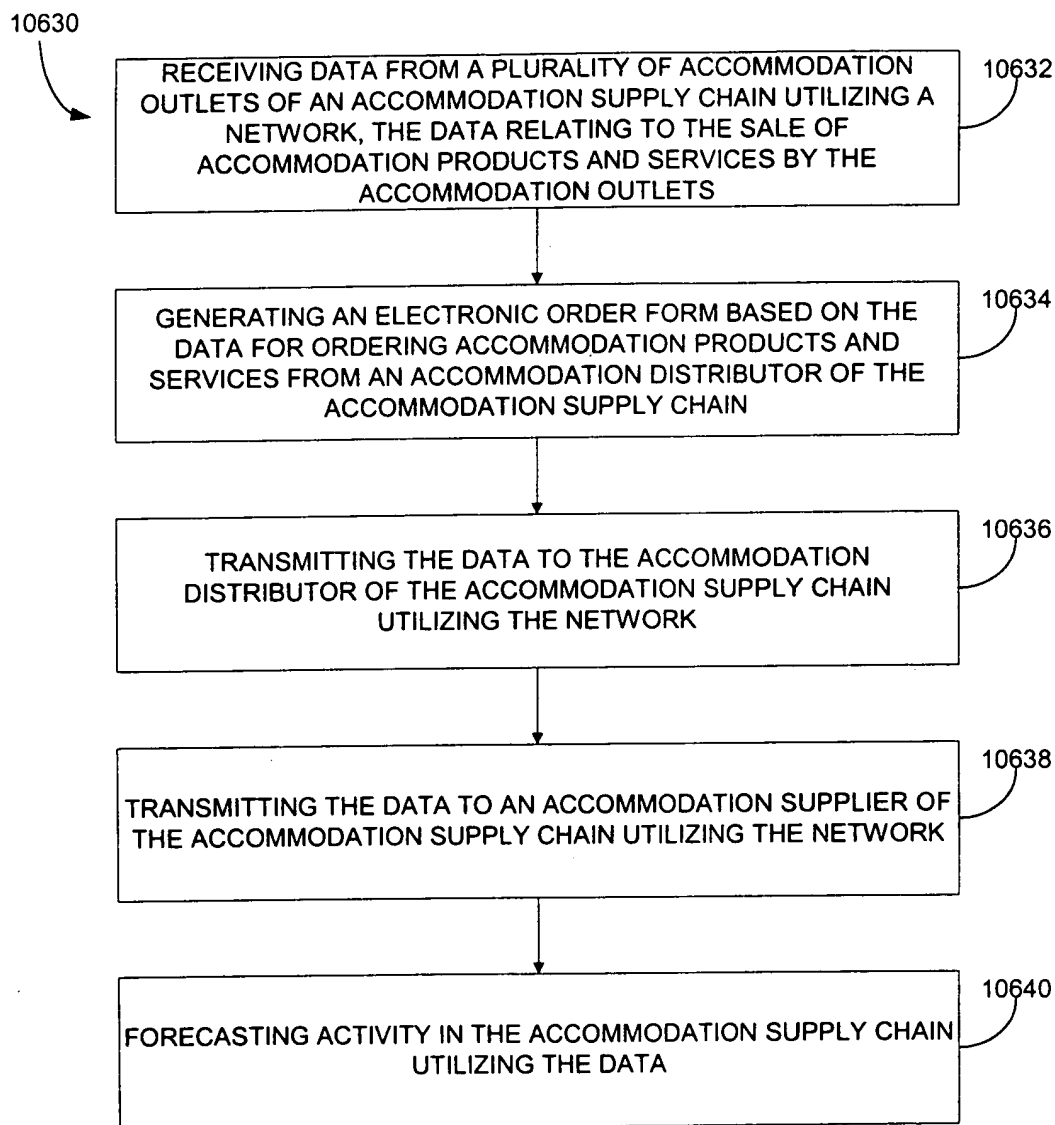 10630
RECEIVING DATA FROM A PLURALITY OF ACCOMMODATION
OUTLETS OF AN ACCOMMODATION SUPPLY CHAIN UTILIZING A
NETWORK, THE DATA RELATING TO THE SALE OF
ACCOMMODATION PRODUCTS AND SERVICES BY THE
ACCOMMODATION OUTLETS
10632
GENERATING AN ELECTRONIC ORDER FORM BASED ON THE
DATA FOR ORDERING ACCOMMODATION PRODUCTS AND
SERVICES FROM AN ACCOMMODATION DISTRIBUTOR OF THE
ACCOMMODATION SUPPLY CHAIN
10634
TRANSMITTING THE DATA TO THE ACCOMMODATION
DISTRIBUTOR OF THE ACCOMMODATION SUPPLY CHAIN
UTILIZING THE NETWORK
10636
TRANSMITTING THE DATA TO AN ACCOMMODATION SUPPLIER OF
THE ACCOMMODATION SUPPLY CHAIN UTILIZING THE NETWORK
10638
FORECASTING ACTIVITY IN THE ACCOMMODATION SUPPLY CHAIN
UTILIZING THE DATA
10640